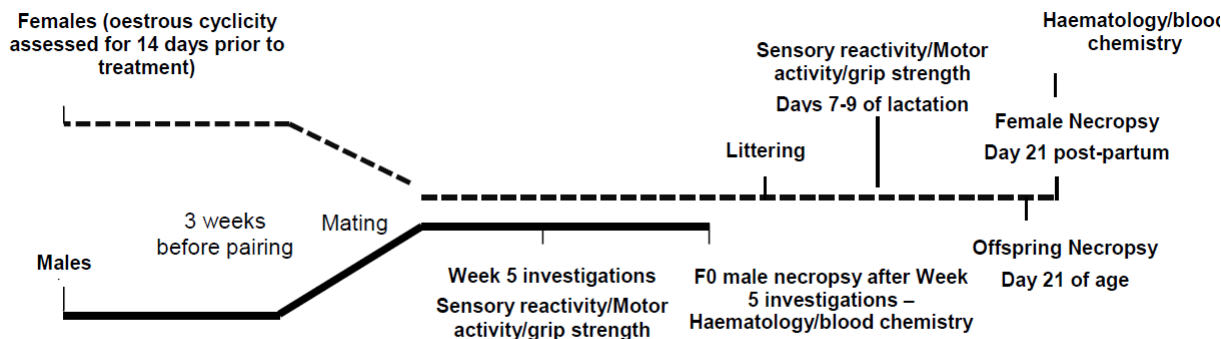 Females (oestrous cyclicity
assessed for 14 days prior to
treatment)
Haematology/blood
chemistry
Sensory reactivity/Motor
activity/grip strength
Days 7-9 of lactation
Female Necropsy
Day 21 post-partum
Littering
3 weeks
before pairing
Mating
Males
Week 5 investigations
Sensory reactivity/Motor
activity/grip strength
F0 male necropsy after Week
5 investigations –
Haematology/blood chemistry
Offspring Necropsy
Day 21 of age